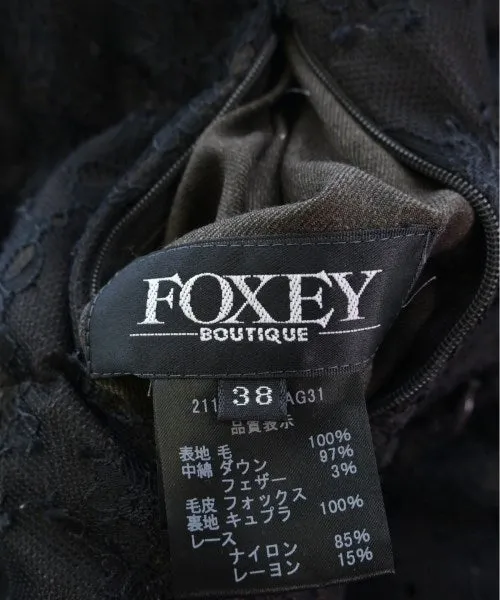 FOXEY
BOUTIQUE
38
211 AG31
品質表示
表地 毛 100%
中綿 ダウン 97%
フェザー 3%
毛皮 フォックス
裏地 キュプラ 100%
レース
ナイロン 85%
レーヨン 15%